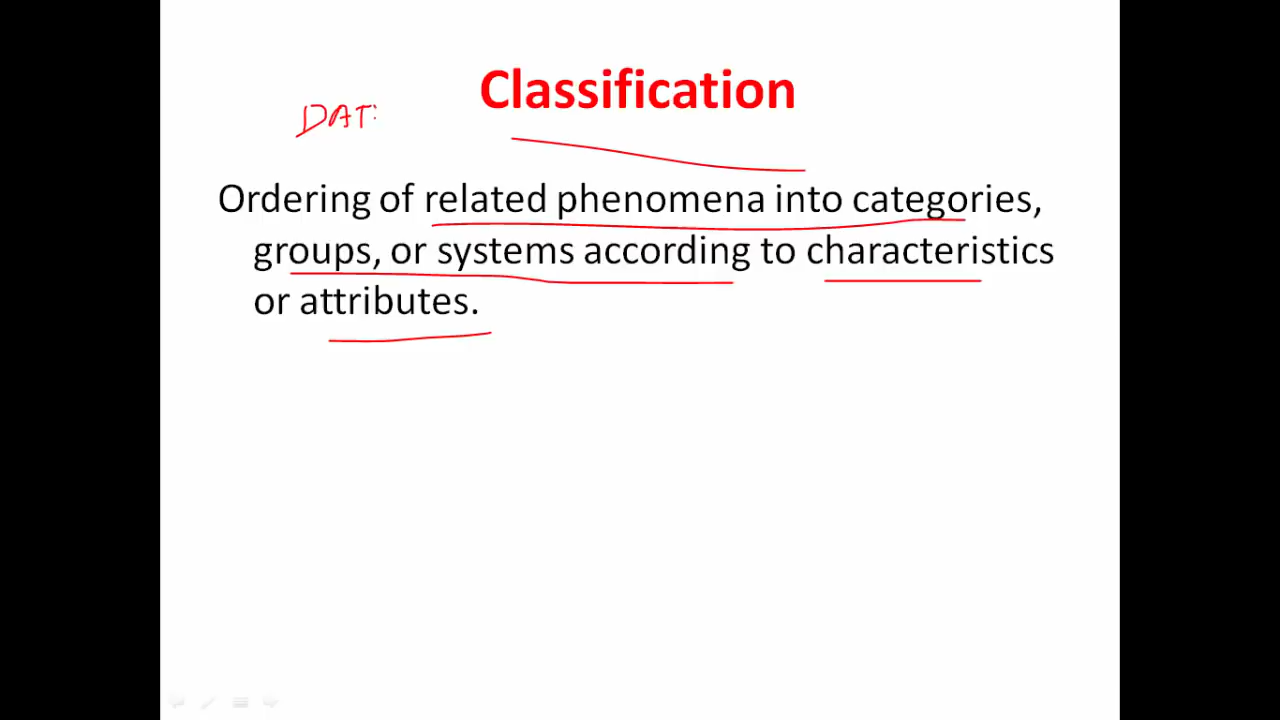 Classification
DAT
Ordering of related phenomena into categories,
groups, or systems according to characteristics
or attributes.